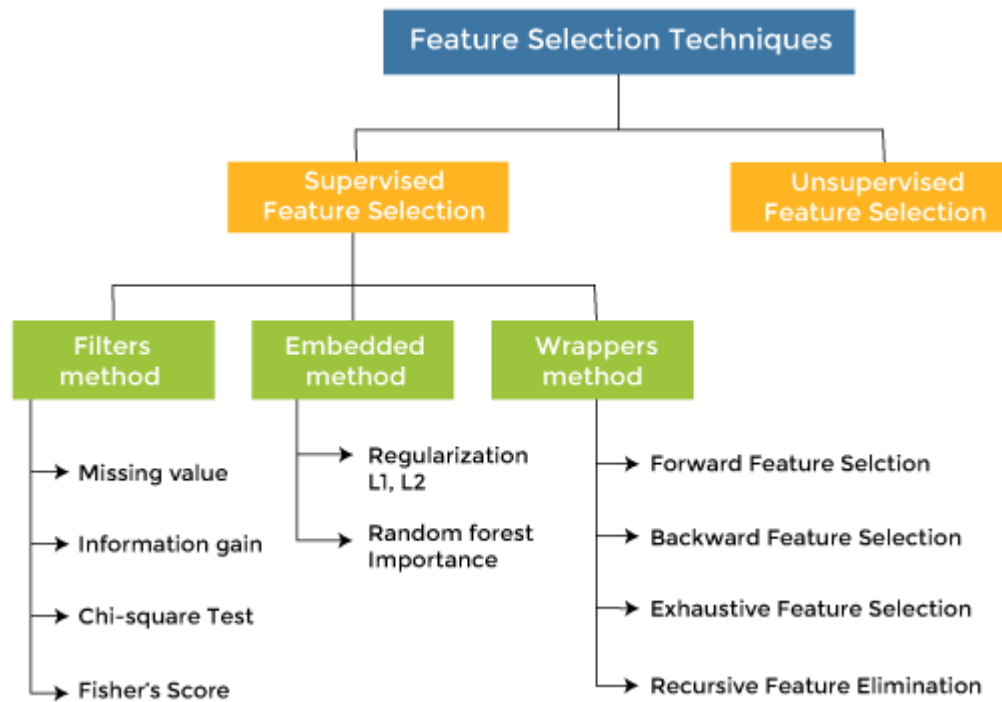 Feature Selection Techniques
Supervised
Feature Selection
Unsupervised
Feature Selection
Filters
method
Missing value
Information gain
Chi-square Test
Fisher's Score
Embedded
method
Regularization
L1, L2
Random forest
Importance
Wrappers
method
Forward Feature Selction
Backward Feature Selection
Exhaustive Feature Selection
Recursive Feature Elimination